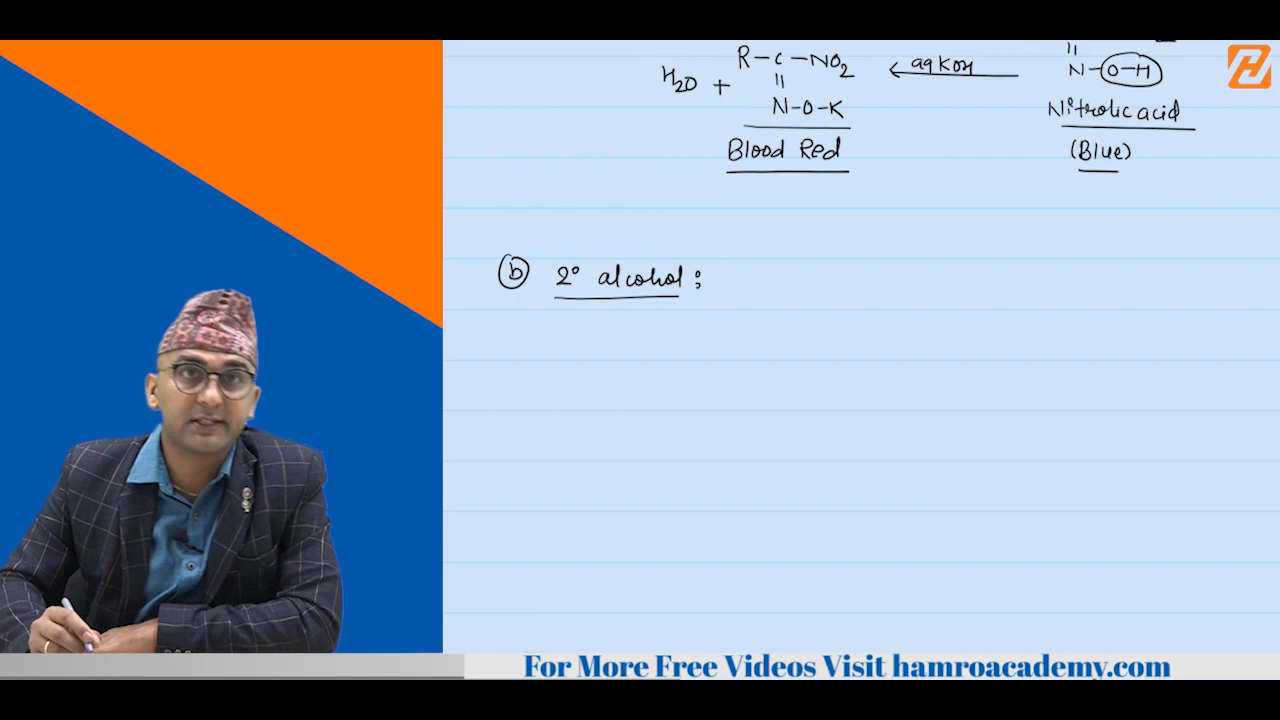 R-C-NO₂ ←aq KOH
||
H₂O + N-O-K
Blood Red
||
N-O-H
Nitrolic acid
(Blue)
(b) 2° alcohol:
For More Free Videos Visit hamroacademy.com